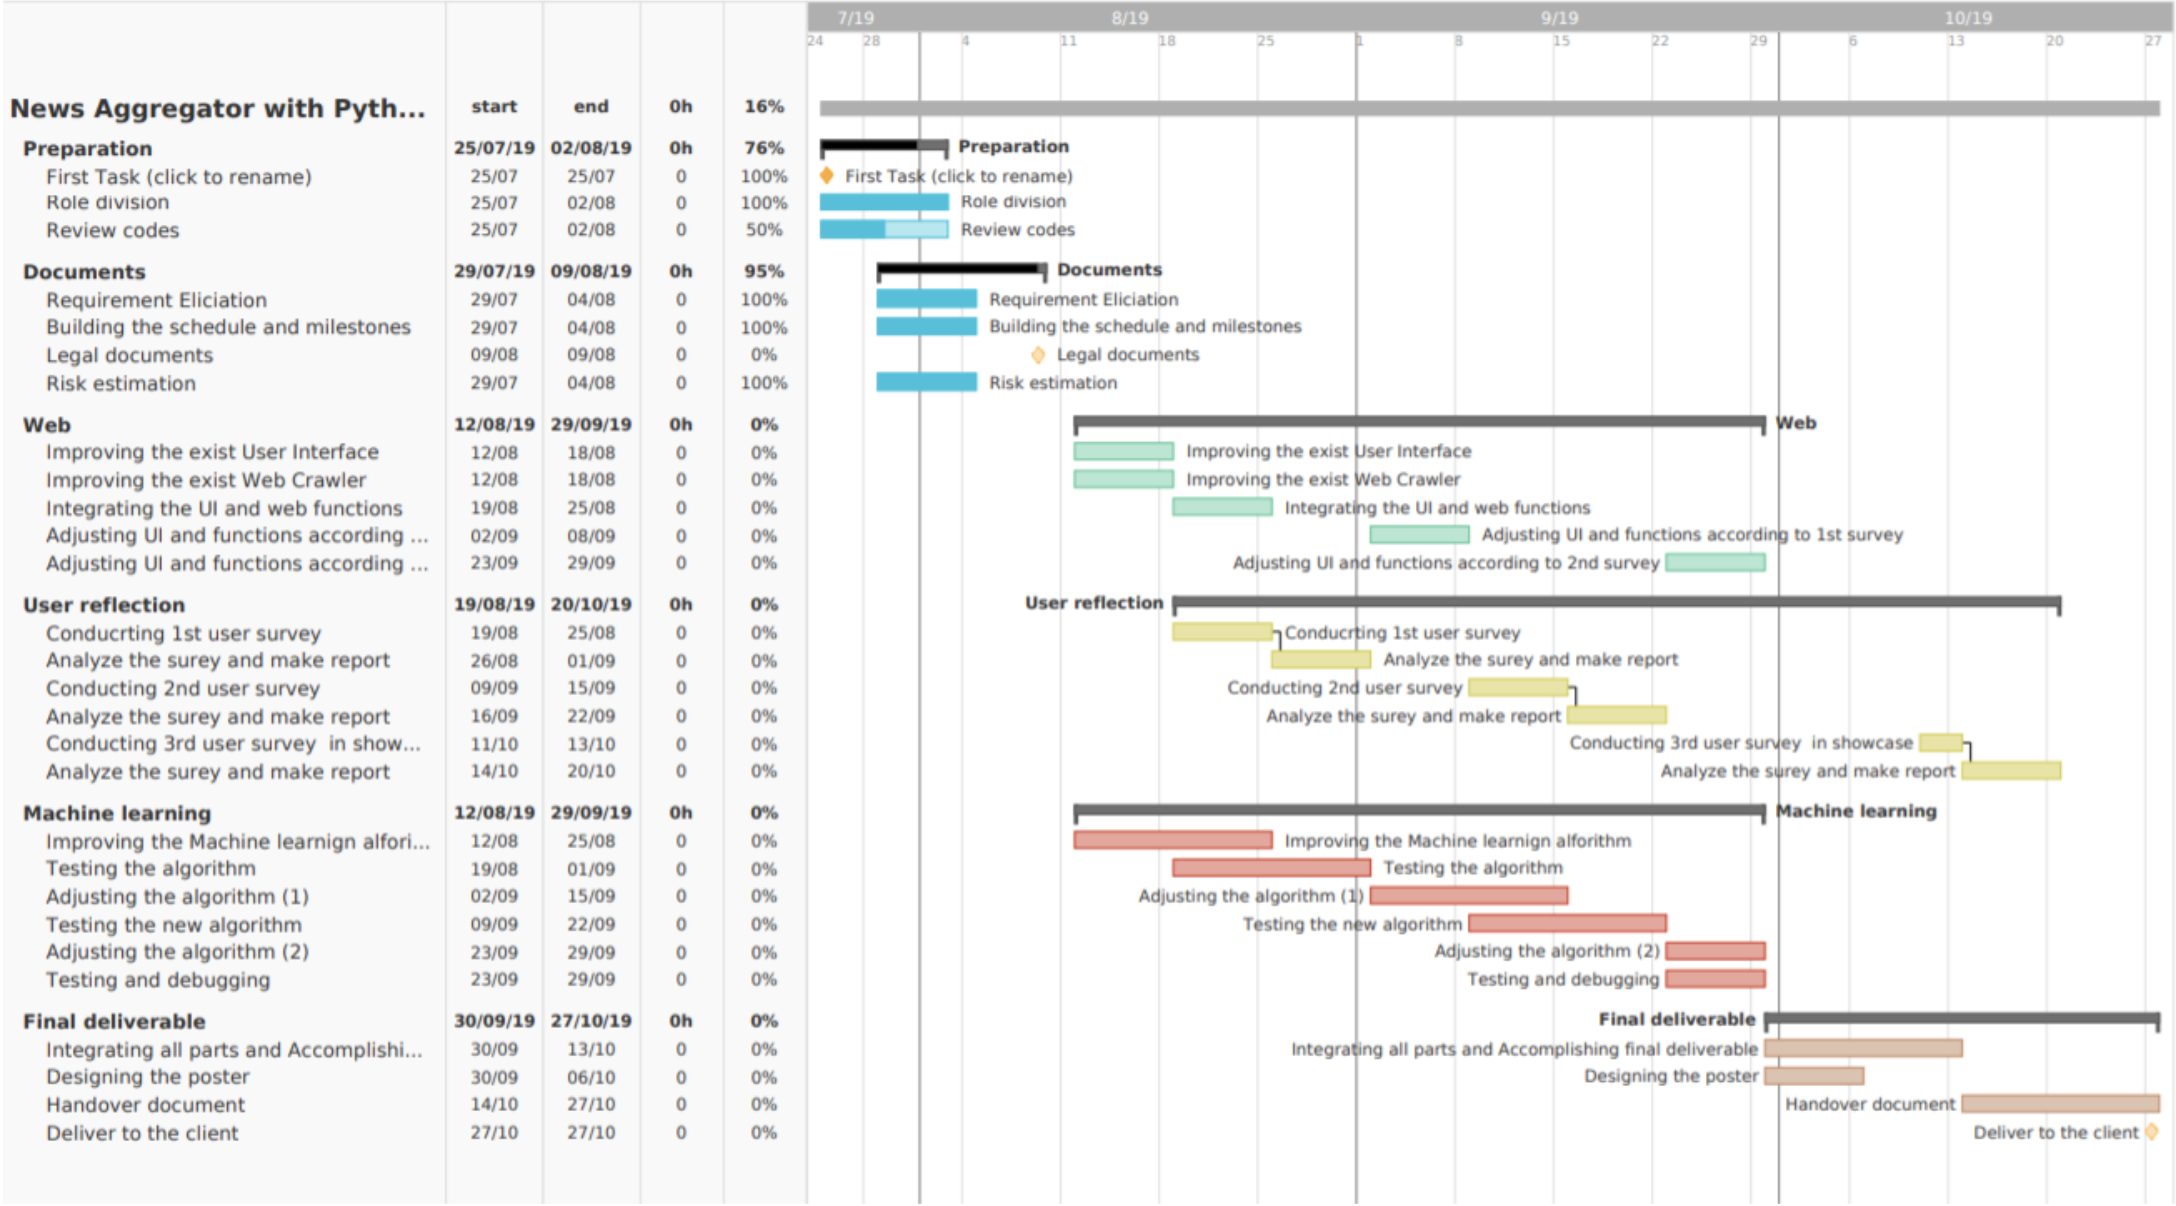 7/19 8/19 9/19 10/19
24 28 4 11 18 25 1 8 15 22 29 6 13 20 27
News Aggregator with Pyth... start end 0h 16%
Preparation 25/07/19 02/08/19 0h 76% Preparation
First Task (click to rename) 25/07 25/07 0 100% First Task (click to rename)
Role division 25/07 02/08 0 100% Role division
Review codes 25/07 02/08 0 50% Review codes
Documents 29/07/19 09/08/19 0h 95% Documents
Requirement Eliciation 29/07 04/08 0 100% Requirement Eliciation
Building the schedule and milestones 29/07 04/08 0 100% Building the schedule and milestones
Legal documents 09/08 09/08 0 0% Legal documents
Risk estimation 29/07 04/08 0 100% Risk estimation
Web 12/08/19 29/09/19 0h 0% Web
Improving the exist User Interface 12/08 18/08 0 0% Improving the exist User Interface
Improving the exist Web Crawler 12/08 18/08 0 0% Improving the exist Web Crawler
Integrating the UI and web functions 19/08 25/08 0 0% Integrating the UI and web functions
Adjusting UI and functions according ... 02/09 08/09 0 0% Adjusting UI and functions according to 1st survey
Adjusting UI and functions according ... 23/09 29/09 0 0% Adjusting UI and functions according to 2nd survey
User reflection 19/08/19 20/10/19 0h 0% User reflection
Conducrting 1st user survey 19/08 25/08 0 0% Conducrting 1st user survey
Analyze the surey and make report 26/08 01/09 0 0% Analyze the surey and make report
Conducting 2nd user survey 09/09 15/09 0 0% Conducting 2nd user survey
Analyze the surey and make report 16/09 22/09 0 0% Analyze the surey and make report
Conducting 3rd user survey in show... 11/10 13/10 0 0% Conducting 3rd user survey in showcase
Analyze the surey and make report 14/10 20/10 0 0% Analyze the surey and make report
Machine learning 12/08/19 29/09/19 0h 0% Machine learning
Improving the Machine learnign alfori... 12/08 25/08 0 0% Improving the Machine learnign alforithm
Testing the algorithm 19/08 01/09 0 0% Testing the algorithm
Adjusting the algorithm (1) 02/09 15/09 0 0% Adjusting the algorithm (1)
Testing the new algorithm 09/09 22/09 0 0% Testing the new algorithm
Adjusting the algorithm (2) 23/09 29/09 0 0% Adjusting the algorithm (2)
Testing and debugging 23/09 29/09 0 0% Testing and debugging
Final deliverable 30/09/19 27/10/19 0h 0% Final deliverable
Integrating all parts and Accomplishi... 30/09 13/10 0 0% Integrating all parts and Accomplishing final deliverable
Designing the poster 30/09 06/10 0 0% Designing the poster
Handover document 14/10 27/10 0 0% Handover document
Deliver to the client 27/10 27/10 0 0% Deliver to the client